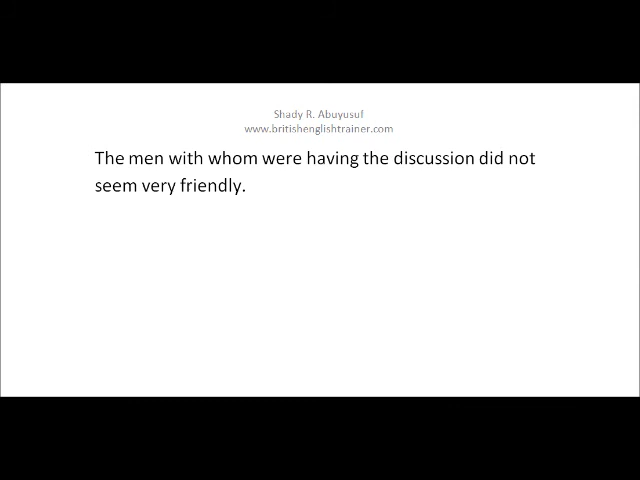 Shady R. Abuyusuf
www.britishenglishtrainer.com
The men with whom were having the discussion did not
seem very friendly.